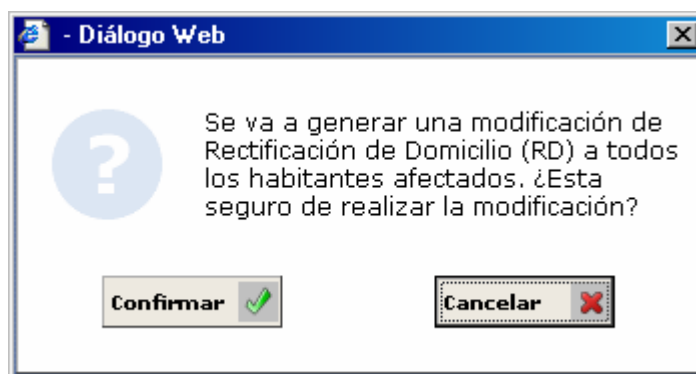 - Diálogo Web
Se va a generar una modificación de
Rectificación de Domicilio (RD) a todos
los habitantes afectados. ¿Esta
seguro de realizar la modificación?
Confirmar
Cancelar